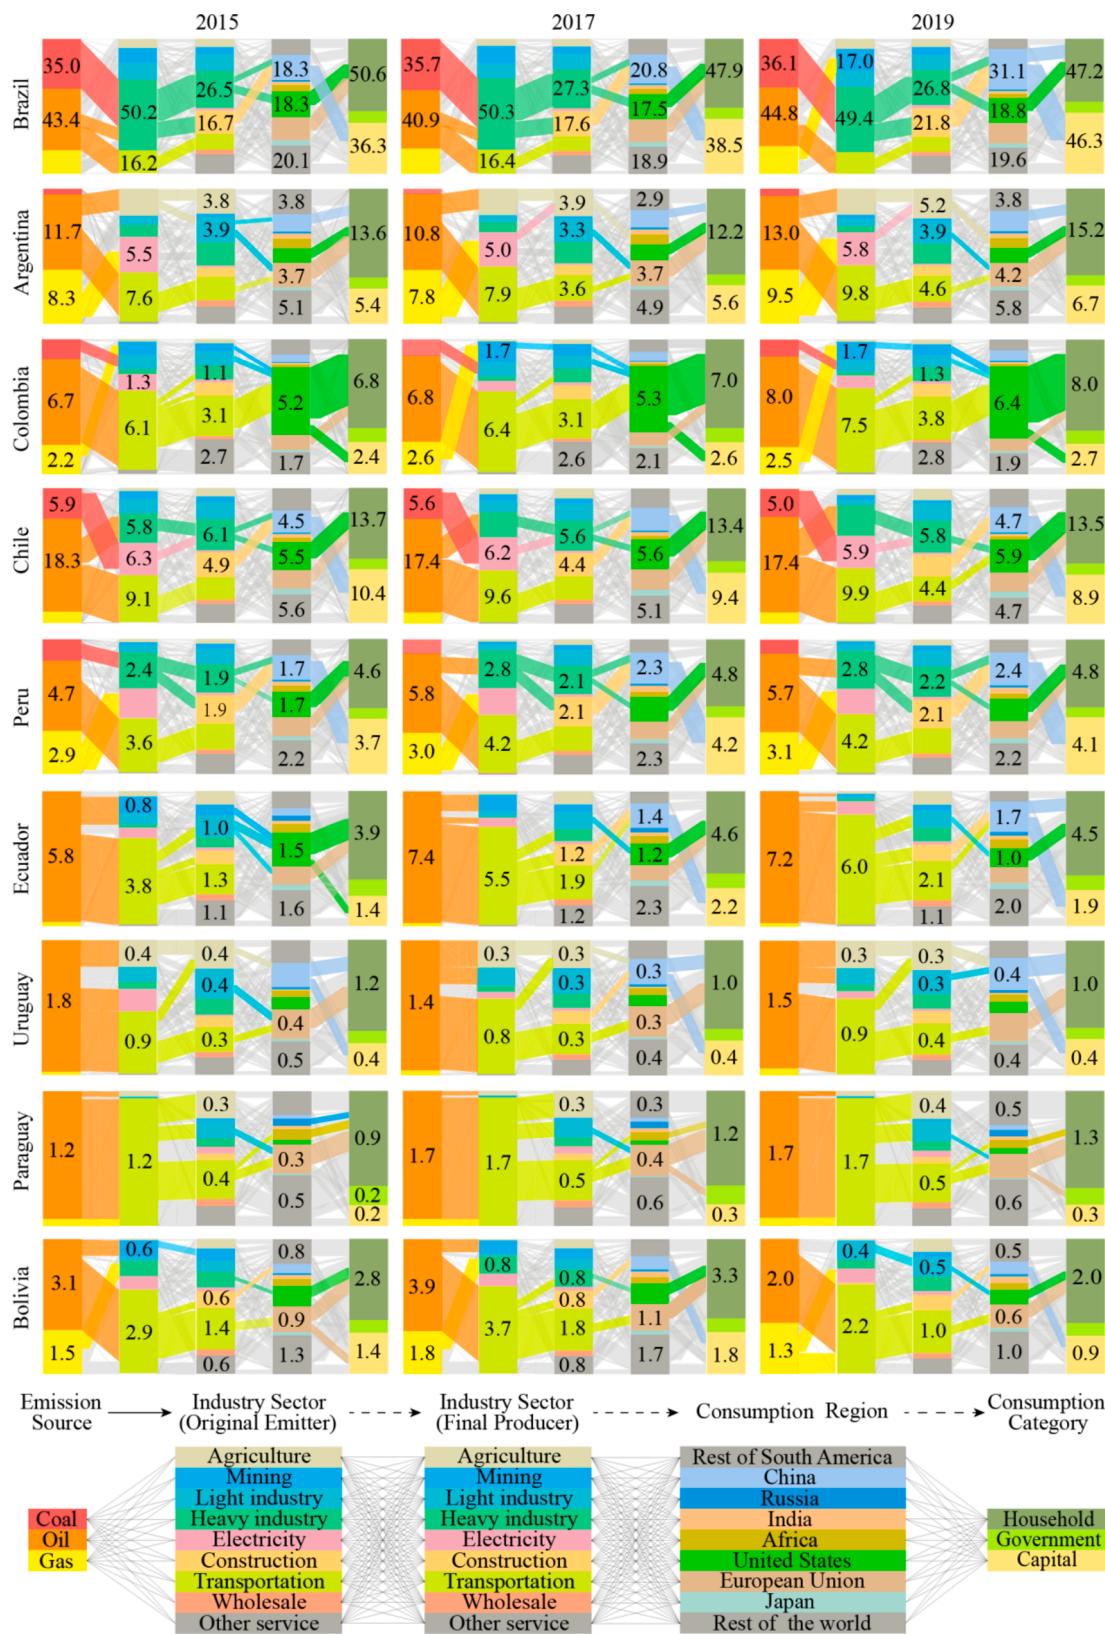 2015 2017 2019
Brazil
35.0 43.4 50.2 16.2 26.5 16.7 18.3 18.3 20.1 50.6 36.3
35.7 40.9 50.3 16.4 27.3 17.6 20.8 17.5 18.9 47.9 38.5
36.1 44.8 17.0 49.4 26.8 21.8 31.1 18.8 19.6 47.2 46.3
Argentina
11.7 8.3 5.5 7.6 3.8 3.9 3.8 3.7 5.1 13.6 5.4
10.8 7.8 5.0 7.9 3.9 3.3 3.6 2.9 3.7 4.9 12.2 5.6
13.0 9.5 5.8 9.8 5.2 3.9 4.6 3.8 4.2 5.8 15.2 6.7
Colombia
6.7 2.2 1.3 6.1 1.1 3.1 2.7 5.2 1.7 6.8 2.4
6.8 2.6 1.7 6.4 3.1 2.6 5.3 2.1 7.0 2.6
8.0 2.5 1.7 7.5 1.3 3.8 2.8 6.4 1.9 8.0 2.7
Chile
5.9 18.3 5.8 6.3 9.1 6.1 4.9 4.5 5.5 5.6 13.7 10.4
5.6 17.4 6.2 9.6 5.6 4.4 5.6 5.1 13.4 9.4
5.0 17.4 5.9 9.9 5.8 4.4 4.7 5.9 4.7 13.5 8.9
Peru
4.7 2.9 2.4 3.6 1.9 1.9 1.7 1.7 2.2 4.6 3.7
5.8 3.0 2.8 4.2 2.1 2.1 2.3 2.3 4.8 4.2
5.7 3.1 2.8 4.2 2.2 2.1 2.4 2.2 4.8 4.1
Ecuador
5.8 0.8 3.8 1.0 1.3 1.1 1.5 1.6 3.9 1.4
7.4 5.5 1.2 1.9 1.2 1.4 1.2 2.3 4.6 2.2
7.2 6.0 2.1 1.1 1.7 1.0 2.0 4.5 1.9
Uruguay
1.8 0.4 0.9 0.4 0.4 0.3 0.4 0.5 1.2 0.4
1.4 0.3 0.8 0.3 0.3 0.3 0.3 0.3 0.4 1.0 0.4
1.5 0.3 0.9 0.3 0.3 0.4 0.4 0.4 1.0 0.4
Paraguay
1.2 1.2 0.3 0.4 0.3 0.5 0.9 0.2 0.2
1.7 1.7 0.3 0.5 0.3 0.4 0.6 1.2 0.3
1.7 1.7 0.4 0.5 0.5 0.6 1.3 0.3
Bolivia
3.1 1.5 0.6 2.9 0.6 1.4 0.6 0.8 0.9 1.3 2.8 1.4
3.9 1.8 0.8 3.7 0.8 0.8 1.8 0.8 1.1 1.7 3.3 1.8
2.0 1.3 0.4 2.2 0.5 1.0 0.5 0.6 1.0 2.0 0.9
Emission
Source
Industry Sector
(Original Emitter)
Industry Sector
(Final Producer)
Consumption Region
Consumption
Category
Coal
Oil
Gas
Agriculture
Mining
Light industry
Heavy industry
Electricity
Construction
Transportation
Wholesale
Other service
Agriculture
Mining
Light industry
Heavy industry
Electricity
Construction
Transportation
Wholesale
Other service
Rest of South America
China
Russia
India
Africa
United States
European Union
Japan
Rest of the world
Household
Government
Capital